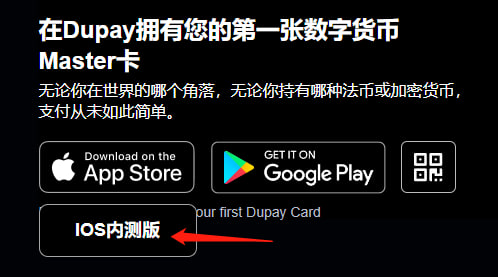 在Dupay拥有您的第一张数字货币
Master卡
无论你在世界的哪个角落，无论你持有哪种法币或加密货币，
支付从未如此简单。
Download on the
App Store
GET IT ON
Google Play
our first Dupay Card
IOS内测版